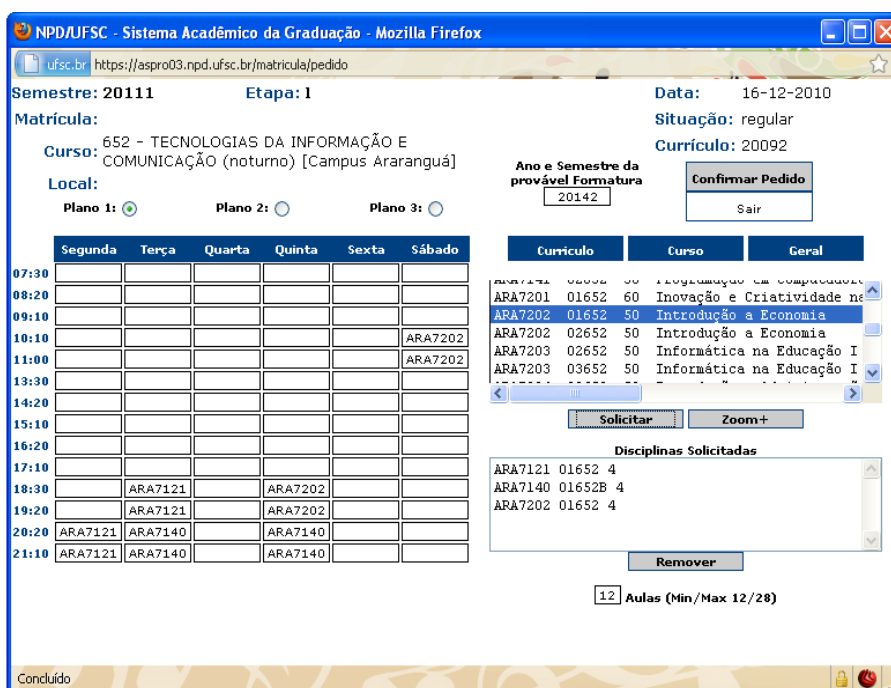 NPD/UFSC - Sistema Acadêmico da Graduação - Mozilla Firefox
ufsc.br https://aspro03.npd.ufsc.br/matricula/pedido
Semestre: 20111 Etapa: 1 Data: 16-12-2010
Matrícula: Situação: regular
Curso: 652 - TECNOLOGIAS DA INFORMAÇÃO E
COMUNICAÇÃO (noturno) [Campus Araranguá]
Currículo: 20092
Local:
Ano e Semestre da
provável Formatura
20142
Confirmar Pedido
Sair
Plano 1: Plano 2: Plano 3:
Segunda Terça Quarta Quinta Sexta Sábado
07:30
08:20
09:10
10:10 ARA7202
11:00 ARA7202
13:30
14:20
15:10
16:20
17:10
18:30 ARA7121 ARA7202
19:20 ARA7121 ARA7202
20:20 ARA7121 ARA7140 ARA7140
21:10 ARA7121 ARA7140 ARA7140
Curriculo Curso Geral
ARA7201 01652 60 Inovação e Criatividade na
ARA7202 01652 50 Introdução a Economia
ARA7202 02652 50 Introdução a Economia
ARA7203 02652 50 Informática na Educação I
ARA7203 03652 50 Informática na Educação I
Solicitar Zoom+
Disciplinas Solicitadas
ARA7121 01652 4
ARA7140 01652B 4
ARA7202 01652 4
Remover
12 Aulas (Min/Max 12/28)
Concluído